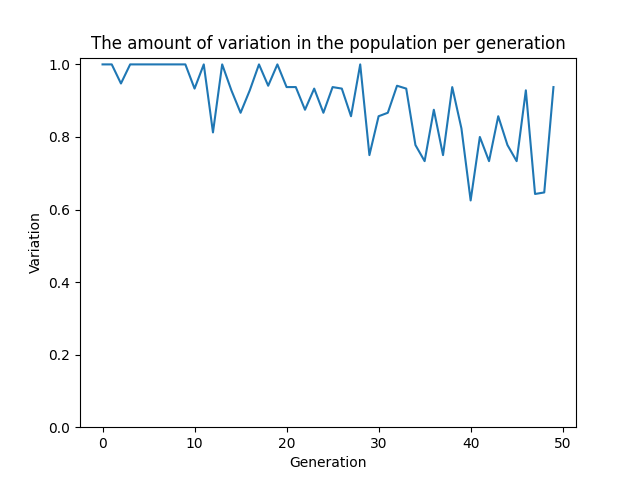 The amount of variation in the population per generation
1.0
0.8
0.6
0.4
0.2
0.0
Variation
0 10 20 30 40 50
Generation